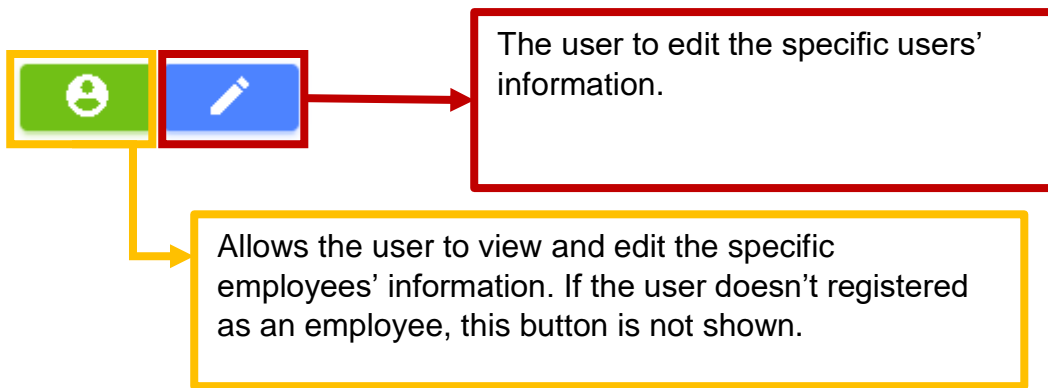 The user to edit the specific users’
information.
Allows the user to view and edit the specific
employees’ information. If the user doesn’t registered
as an employee, this button is not shown.